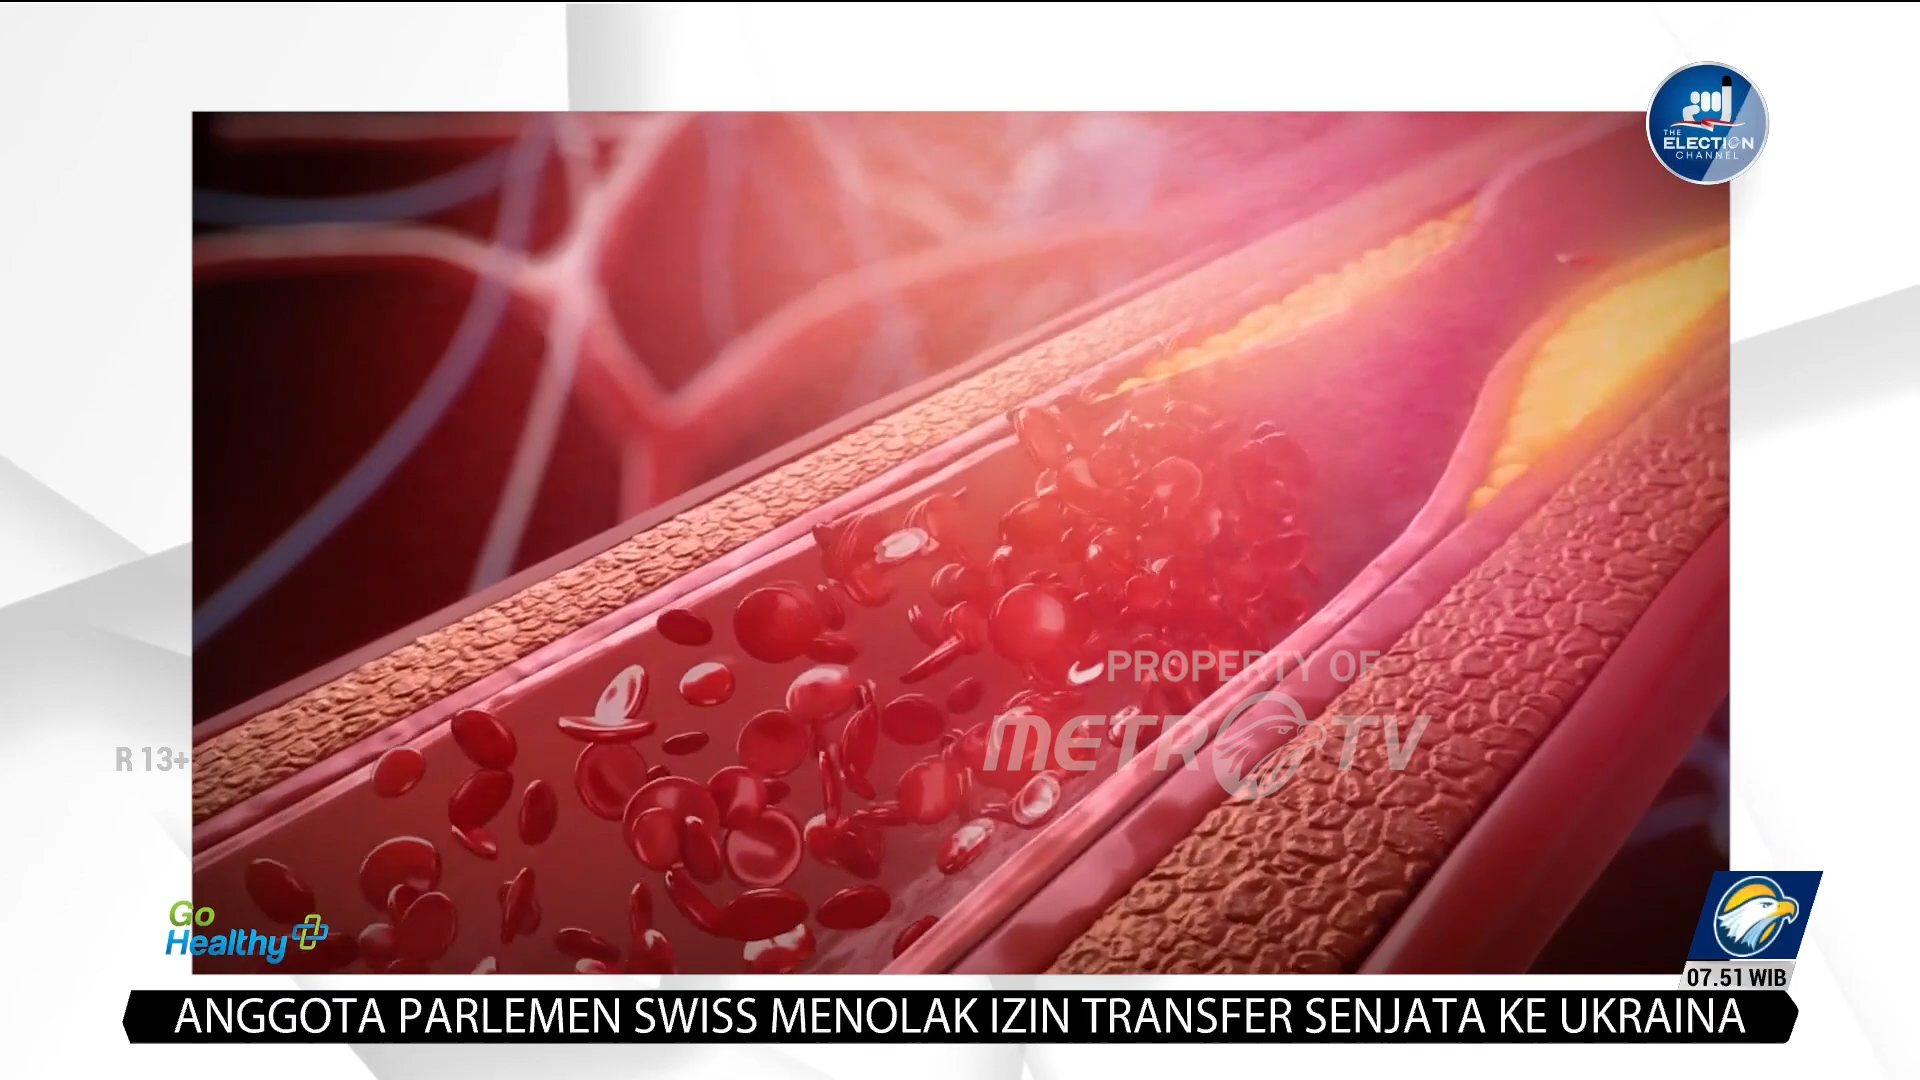 THE
ELECTION
CHANNEL
PROPERTY OF
METRO TV
R 13+
Go
Healthy
07.51 WIB
ANGGOTA PARLEMEN SWISS MENOLAK IZIN TRANSFER SENJATA KE UKRAINA